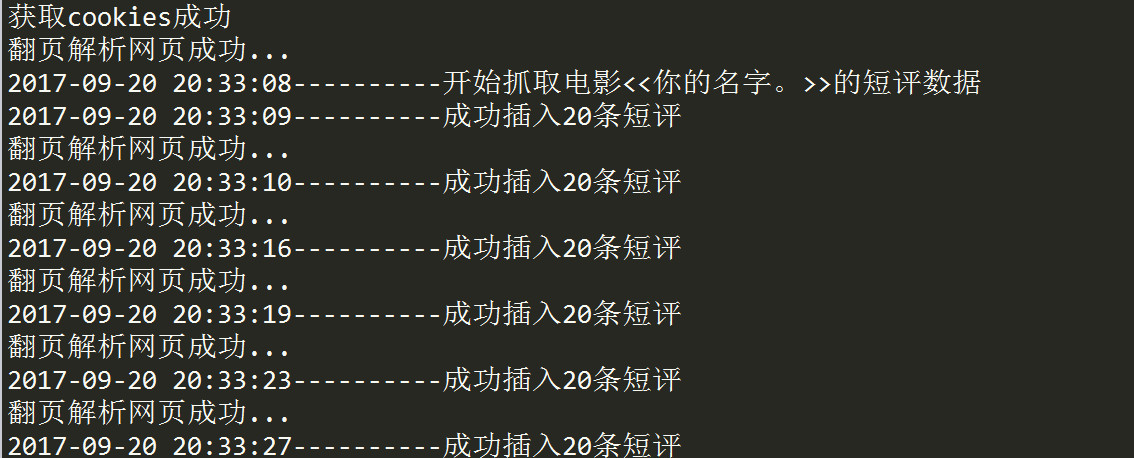 获取cookies成功
翻页解析网页成功...
2017-09-20 20:33:08----------开始抓取电影<<你的名字。>>的短评数据
2017-09-20 20:33:09----------成功插入20条短评
翻页解析网页成功...
2017-09-20 20:33:10----------成功插入20条短评
翻页解析网页成功...
2017-09-20 20:33:16----------成功插入20条短评
翻页解析网页成功...
2017-09-20 20:33:19----------成功插入20条短评
翻页解析网页成功...
2017-09-20 20:33:23----------成功插入20条短评
翻页解析网页成功...
2017-09-20 20:33:27----------成功插入20条短评